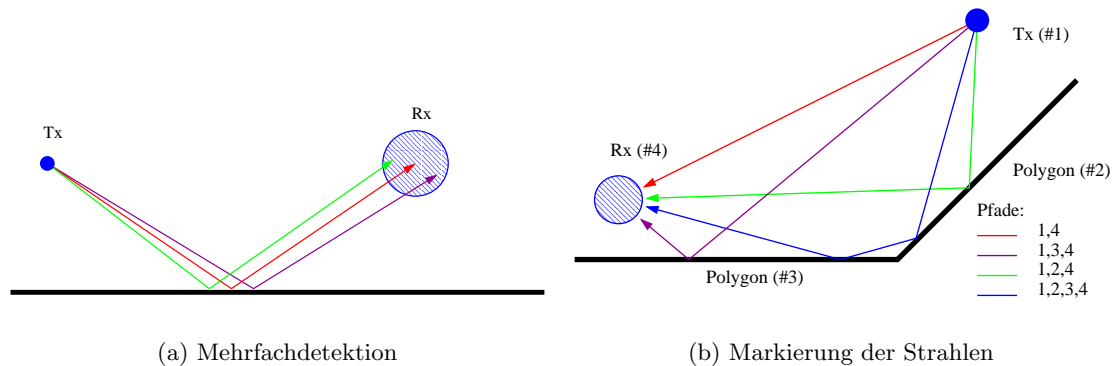 Tx
Rx
(a) Mehrfachdetektion
Tx (#1)
Rx (#4)
Polygon (#2)
Polygon (#3)
Pfade:
1,4
1,3,4
1,2,4
1,2,3,4
(b) Markierung der Strahlen